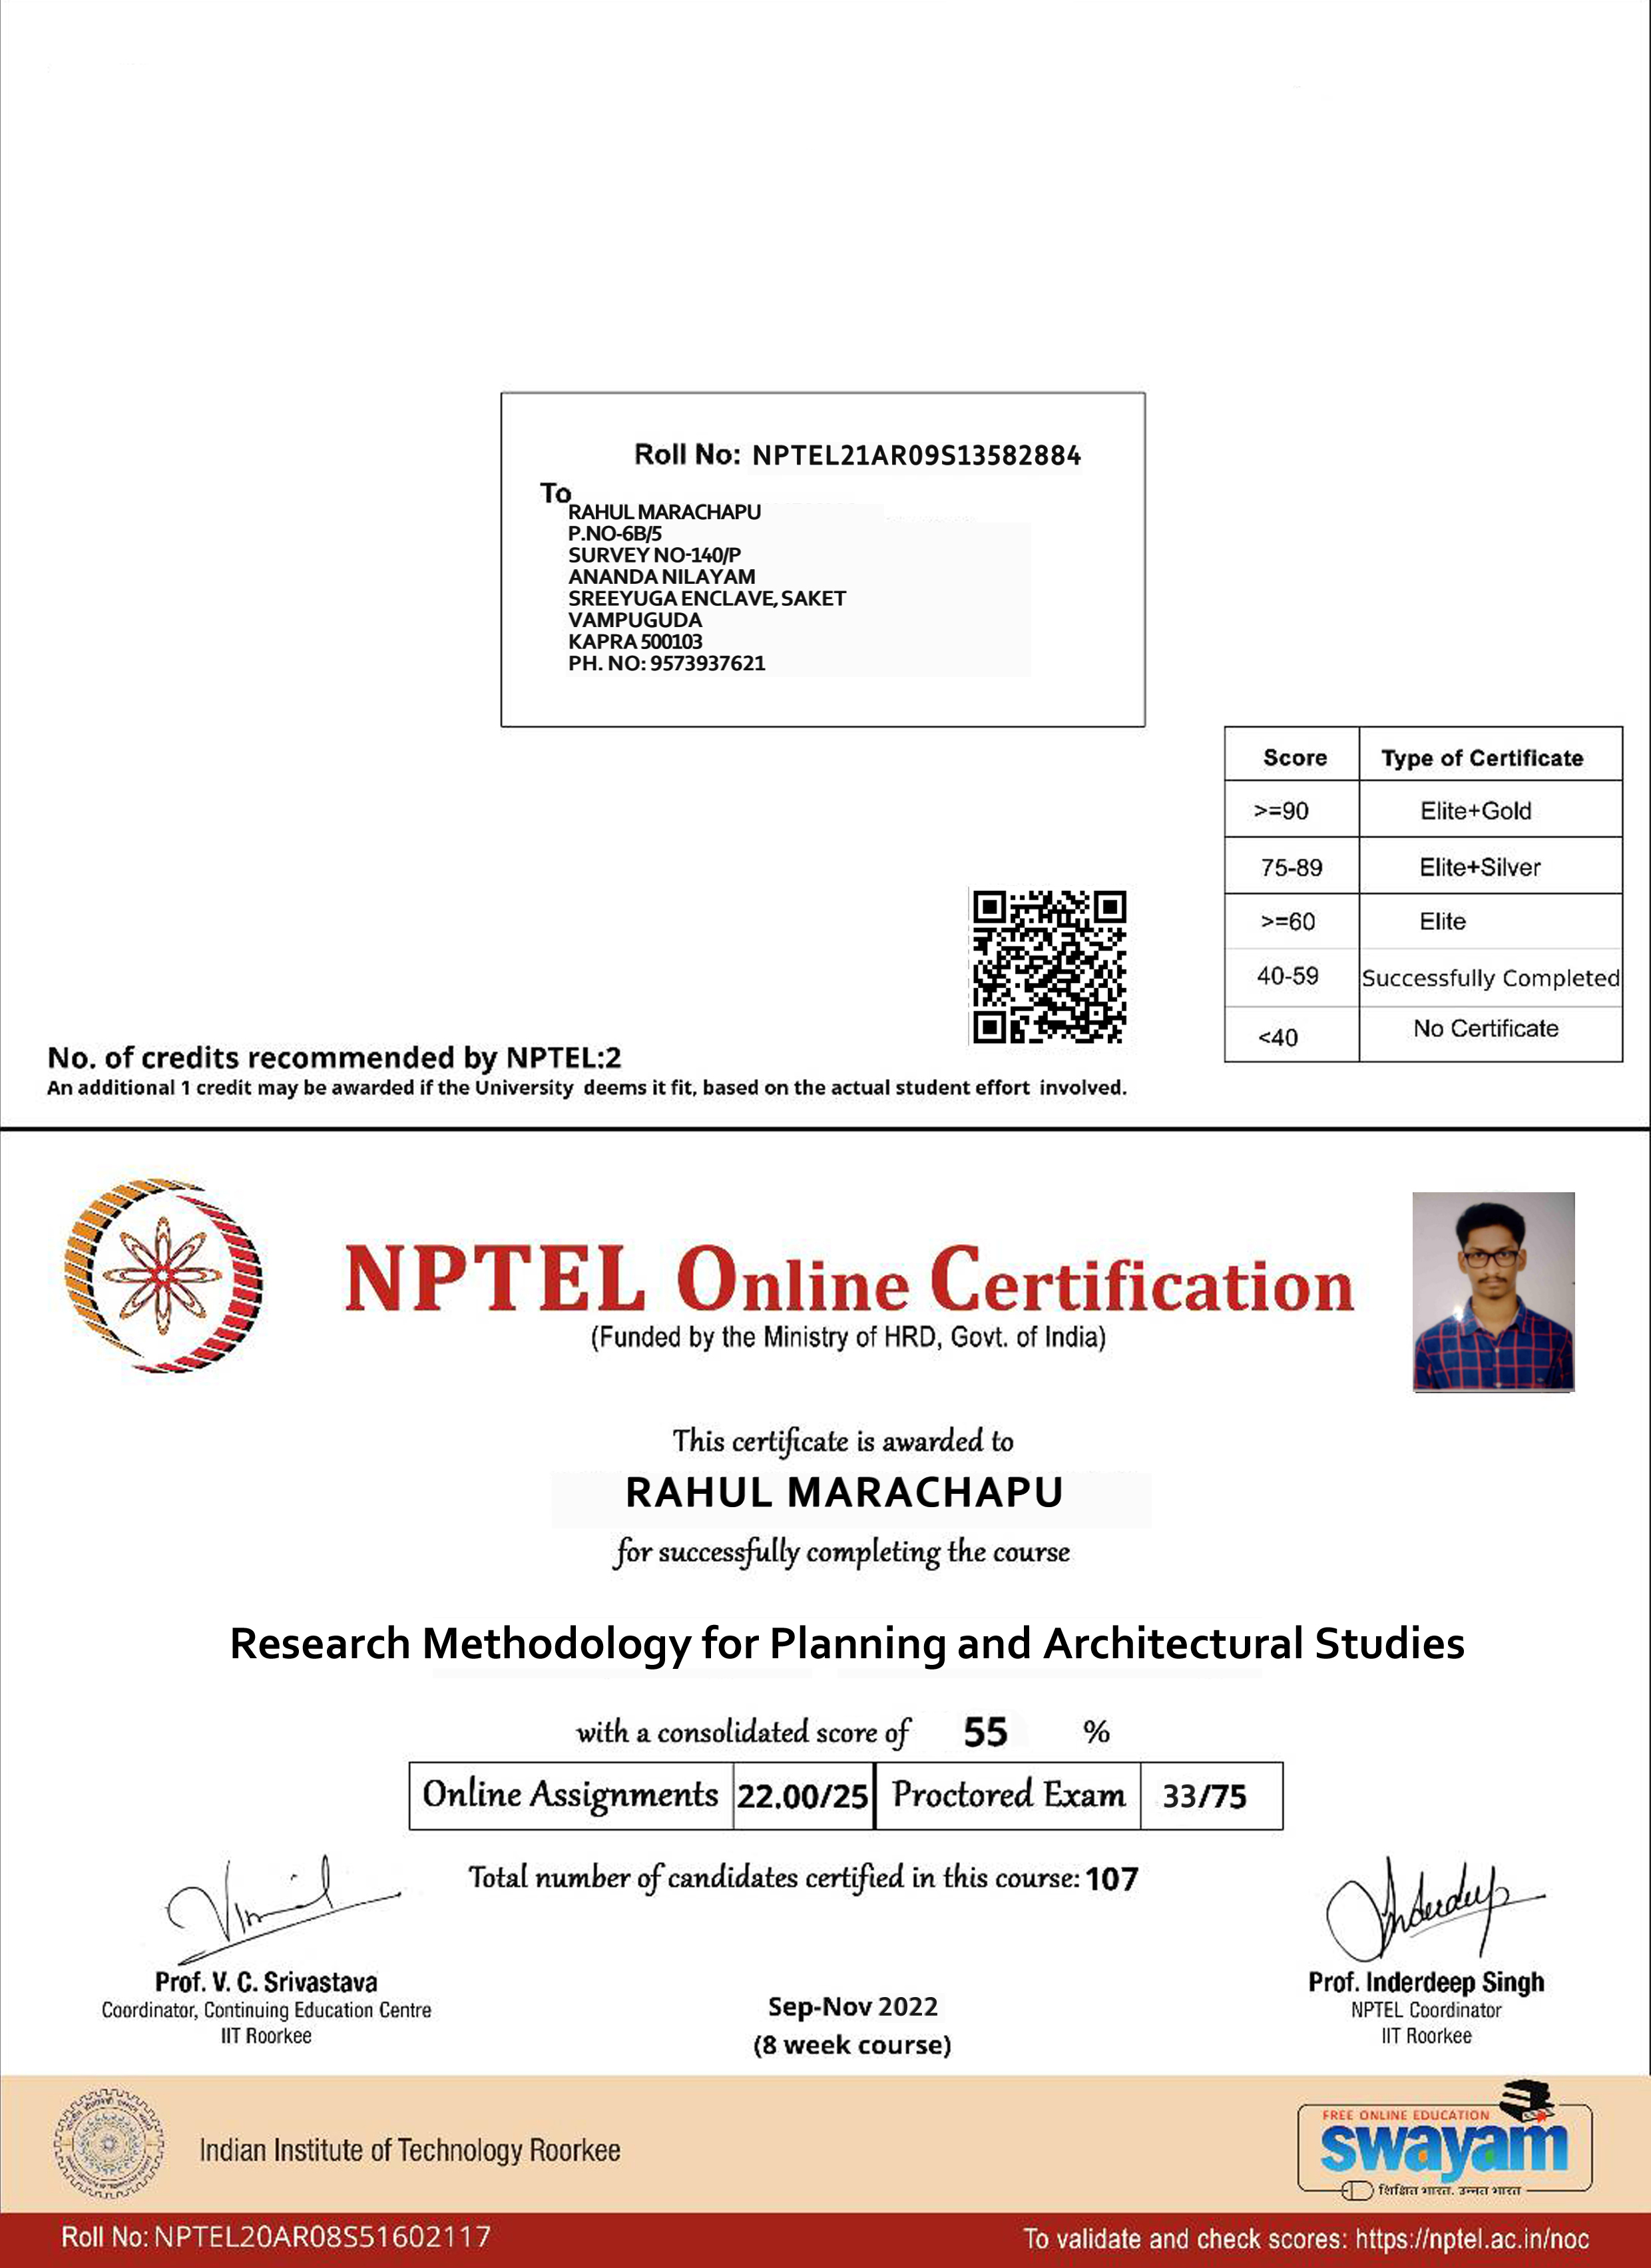 Roll No: NPTEL21AR09S13582884
To
RAHUL MARACHAPU
P.NO-6B/5
SURVEY NO-140/P
ANANDA NILAYAM
SREEYUGA ENCLAVE, SAKET
VAMPUGUDA
KAPRA 500103
PH. NO: 9573937621
Score Type of Certificate
>=90 Elite+Gold
75-89 Elite+Silver
>=60 Elite
40-59 Successfully Completed
<40 No Certificate
No. of credits recommended by NPTEL:2
An additional 1 credit may be awarded if the University deems it fit, based on the actual student effort involved.
NPTEL Online Certification
(Funded by the Ministry of HRD, Govt. of India)
This certificate is awarded to
RAHUL MARACHAPU
for successfully completing the course
Research Methodology for Planning and Architectural Studies
with a consolidated score of 55 %
Online Assignments 22.00/25 Proctored Exam 33/75
Total number of candidates certified in this course: 107
Prof. V. C. Srivastava
Coordinator, Continuing Education Centre
IIT Roorkee
Sep-Nov 2022
(8 week course)
Prof. Inderdeep Singh
NPTEL Coordinator
IIT Roorkee
Indian Institute of Technology Roorkee
FREE ONLINE EDUCATION
swayam
शिक्षित भारत, उन्नत भारत
Roll No: NPTEL20AR08S51602117
To validate and check scores: https://nptel.ac.in/noc